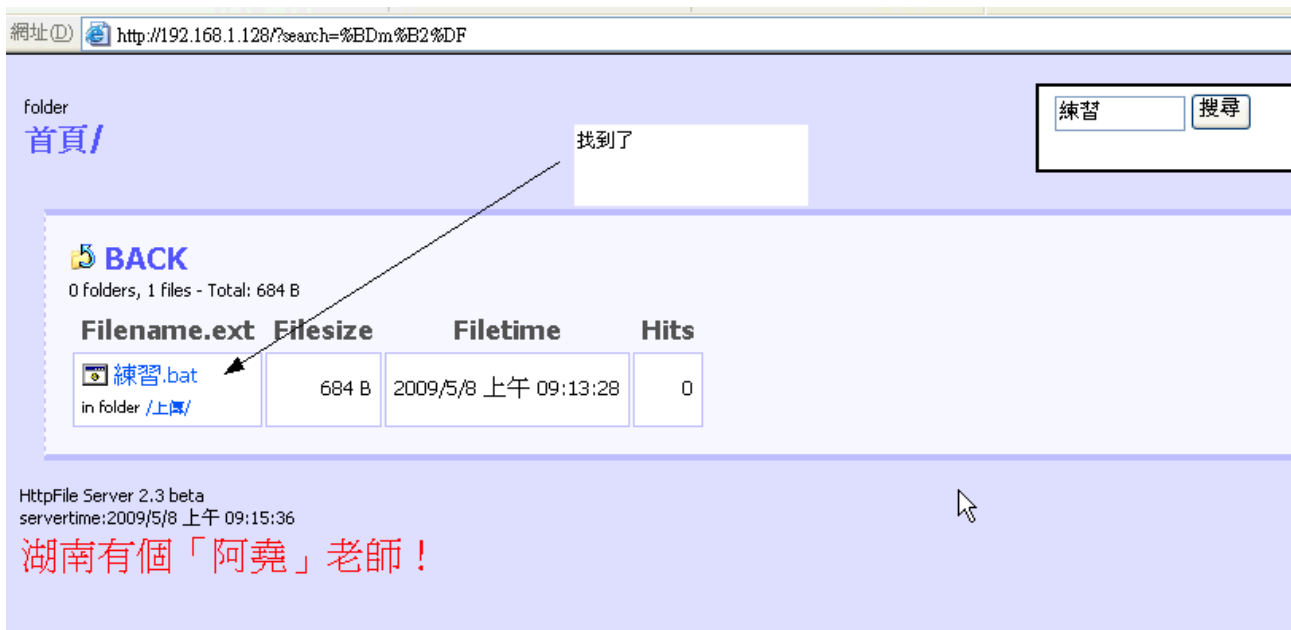 網址(D) http://192.168.1.128/?search=%BDm%B2%DF
folder
首頁/
找到了
練習 搜尋
BACK
0 folders, 1 files - Total: 684 B
Filename.ext Filesize Filetime Hits
練習.bat 684 B 2009/5/8 上午 09:13:28 0
in folder /上傳/
HttpFile Server 2.3 beta
servertime:2009/5/8 上午 09:15:36
湖南有個「阿堯」老師！